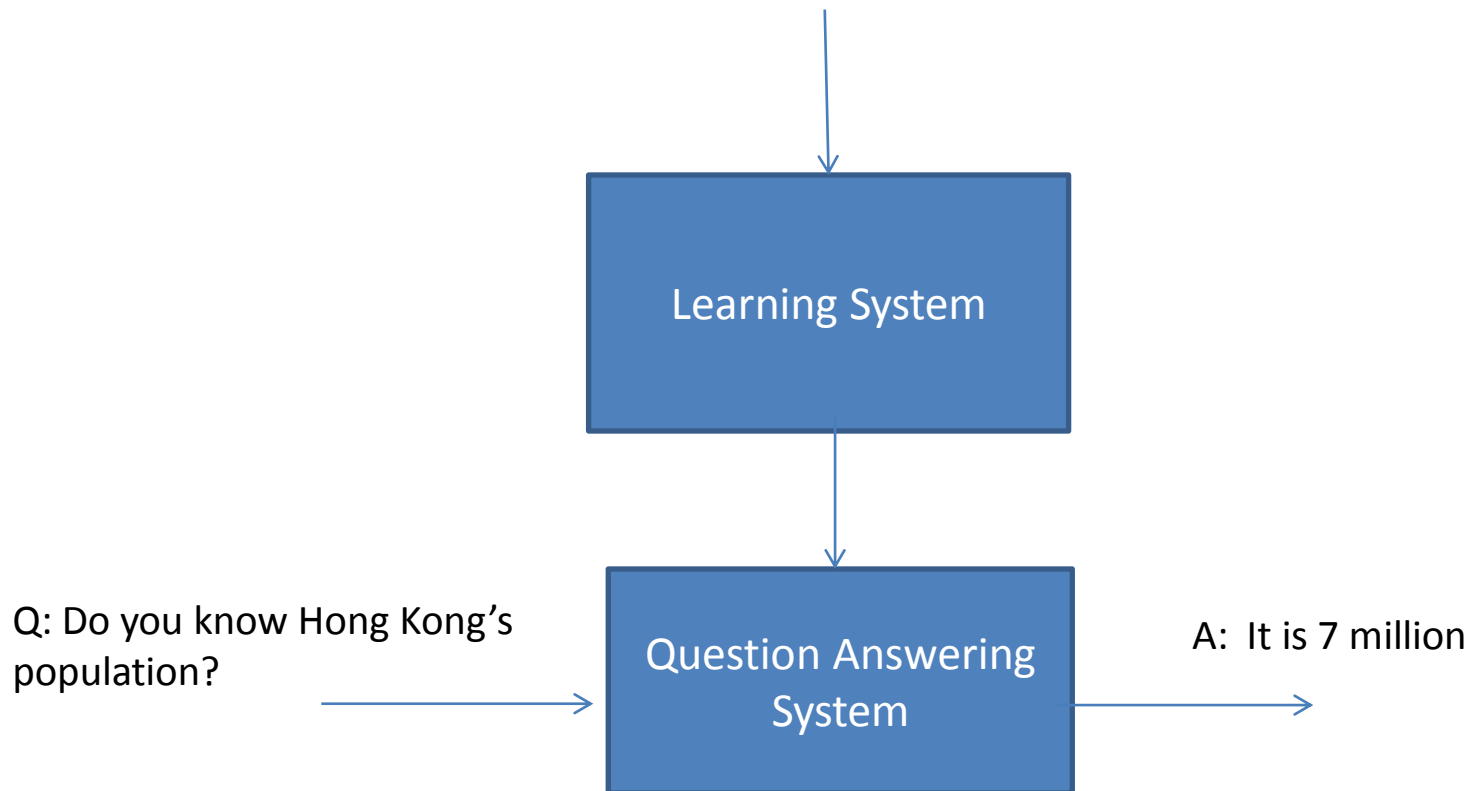 Learning System
Q: Do you know Hong Kong’s
population?
Question Answering
System
A:  It is 7 million